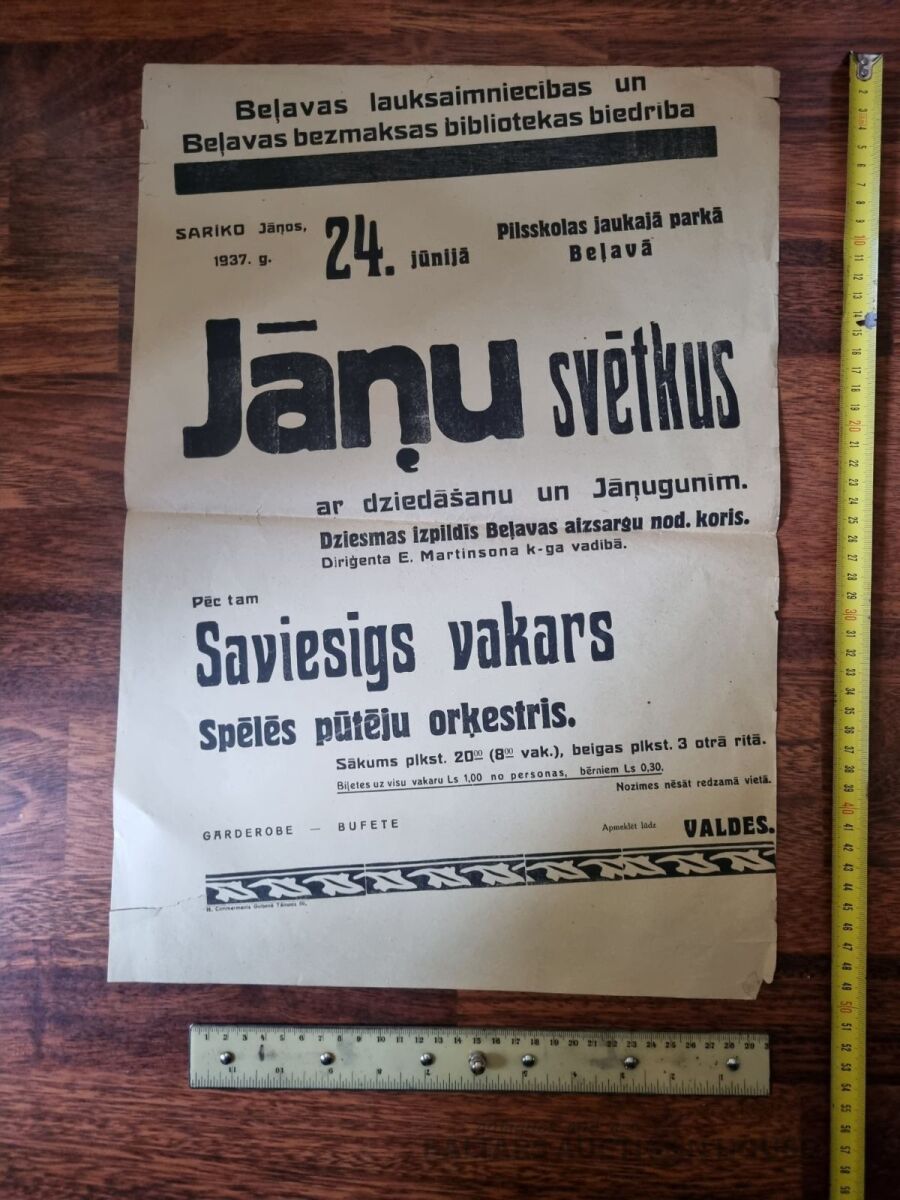 Beļavas lauksaimniecības un
Beļavas bezmaksas bibliotekas biedrība
SARĪKO Jāņos, 24. jūnijā Pilsskolas jaukajā parkā
1937. g. Beļavā
Jāņu svētkus
ar dziedāšanu un Jāņugunīm.
Dziesmas izpildīs Beļavas aizsargu nod. koris.
Diriģenta E. Martinsona k-ga vadībā.
Pēc tam
Saviesīgs vakars
Spēlēs pūtēju orķestris.
Sākums plkst. 20⁰⁰ (8⁰⁰ vak.), beigas plkst. 3 otrā rītā.
Biļetes uz visu vakaru Ls 1,00 no personas, bērniem Ls 0,30.
Nozīmes nēsāt redzamā vietā.
GĀRDEROBE — BUFETE Apmeklēt lūdz VALDES.